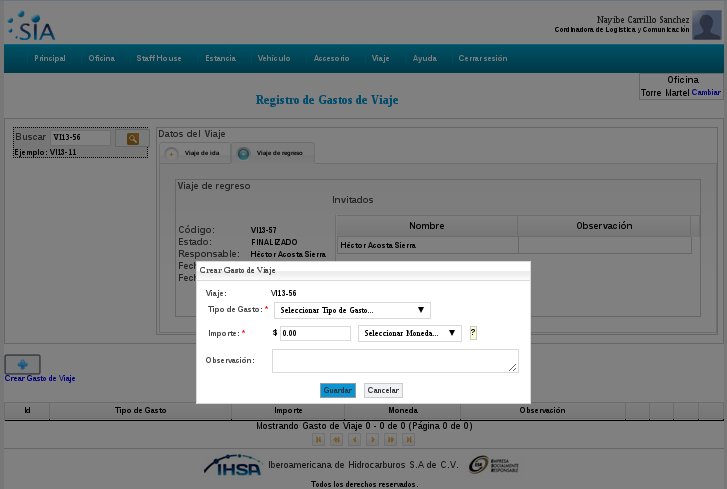 SIA
Nayibe Carrillo Sanchez
Cordinadora de Logística y Comunicación
Principal Oficina Staff House Estancia Vehículo Accesorio Viaje Ayuda Cerrar sesión
Oficina
Torre Martel Cambiar
Registro de Gastos de Viaje
Buscar VI13-56
Ejemplo: VI13-11
Datos del Viaje
Viaje de ida Viaje de regreso
Viaje de regreso
Invitados
Código: VI13-57
Estado: FINALIZADO
Responsable: Héctor Acosta Sierra
Nombre Observación
Héctor Acosta Sierra
Fech
Fech
Crear Gasto de Viaje
Viaje: VI13-56
Tipo de Gasto: * Seleccionar Tipo de Gasto...
Importe: * $ 0.00 Seleccionar Moneda... ?
Observación:
Guardar Cancelar
Crear Gasto de Viaje
Id Tipo de Gasto Importe Moneda Observación
Mostrando Gasto de Viaje 0 - 0 de 0 (Página 0 de 0)
IHSA Iberoamericana de Hidrocarburos S.A de C.V. EMPRESA SOCIALMENTE RESPONSABLE
Todos los derechos reservados.